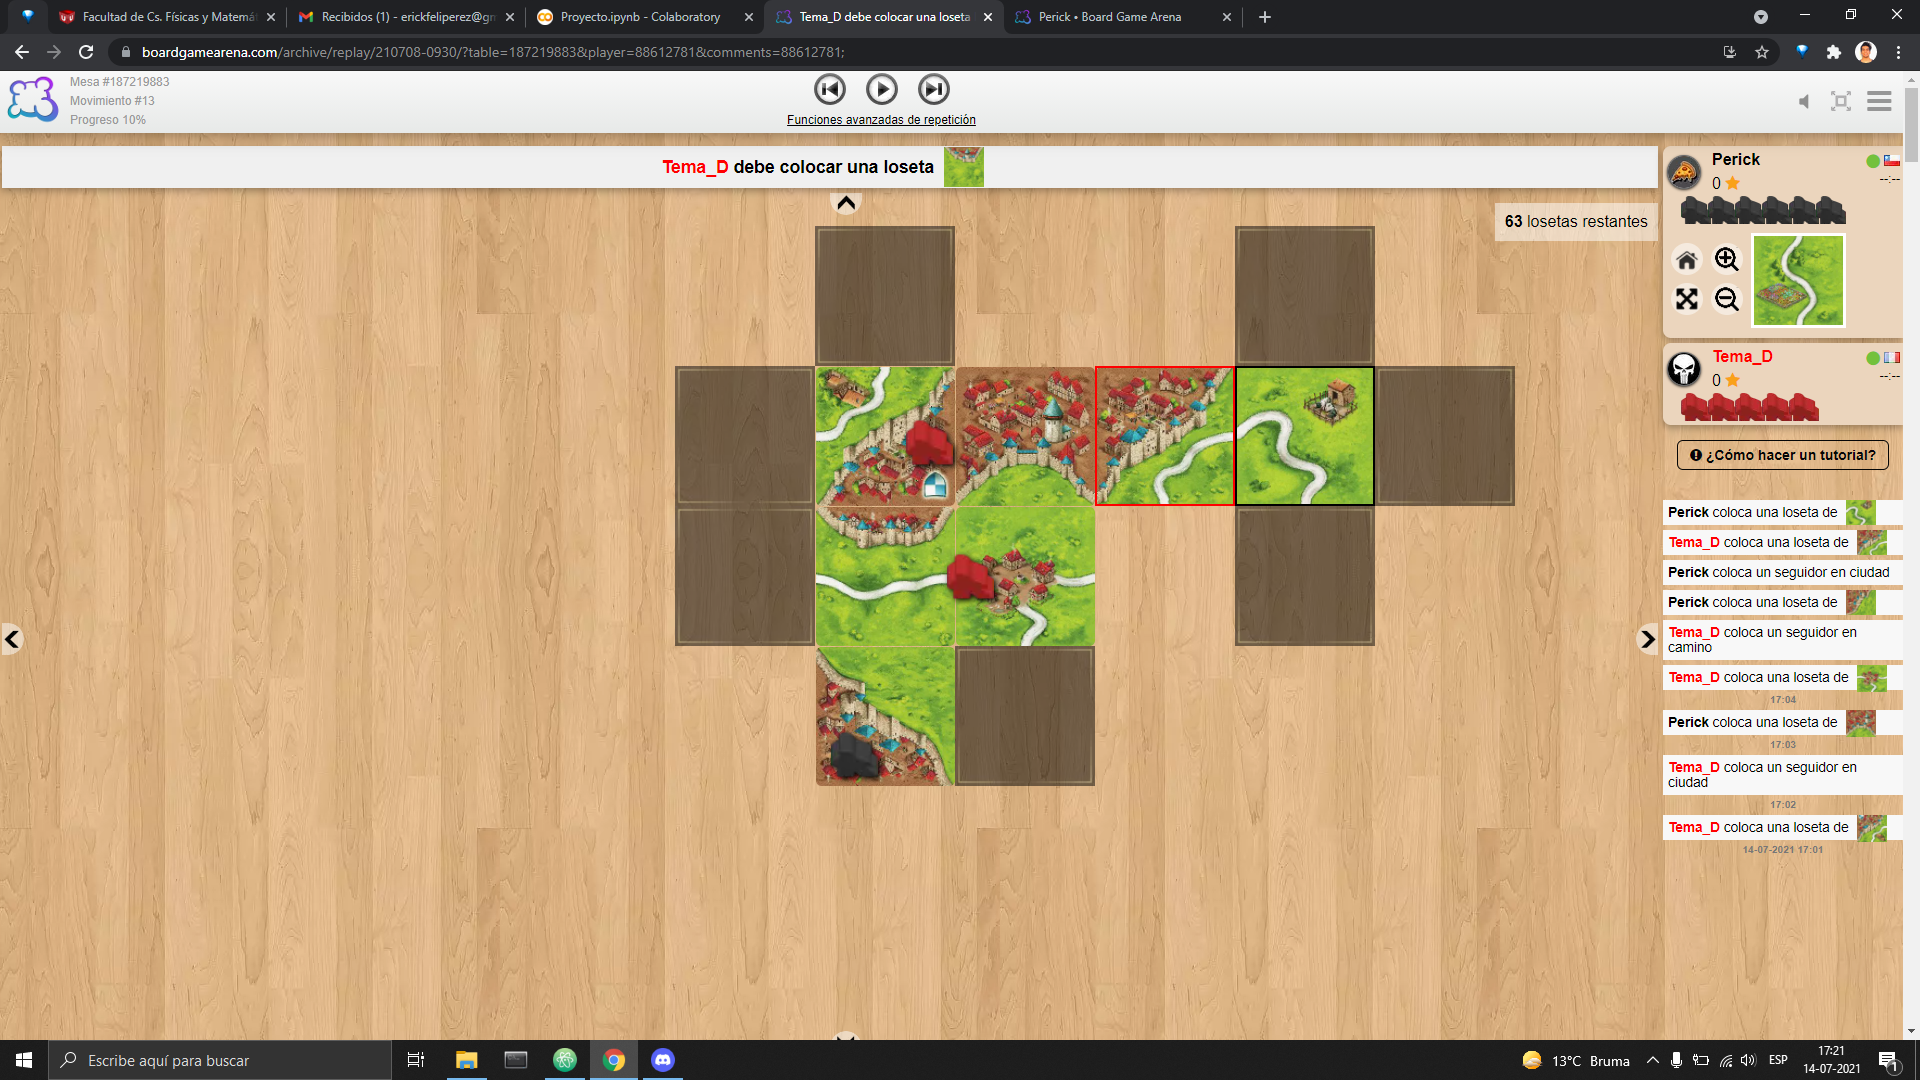 Facultad de Cs. Físicas y Matemá
Recibidos (1) - erickfeliperez@gm
Proyecto.ipynb - Colaboratory
Tema_D debe colocar una loseta
Perick • Board Game Arena
boardgamearena.com/archive/replay/210708-0930/?table=187219883&player=88612781&comments=88612781;
Mesa #187219883
Movimiento #13
Progreso 10%
Funciones avanzadas de repetición
Tema_D debe colocar una loseta
63 losetas restantes
Perick
0
--:--
Tema_D
0
--:--
¿Cómo hacer un tutorial?
Perick coloca una loseta de
Tema_D coloca una loseta de
Perick coloca un seguidor en ciudad
Perick coloca una loseta de
Tema_D coloca un seguidor en
camino
Tema_D coloca una loseta de
17:04
Perick coloca una loseta de
17:03
Tema_D coloca un seguidor en
ciudad
17:02
Tema_D coloca una loseta de
14-07-2021 17:01
Escribe aquí para buscar
13°C Bruma
ESP
17:21
14-07-2021
1